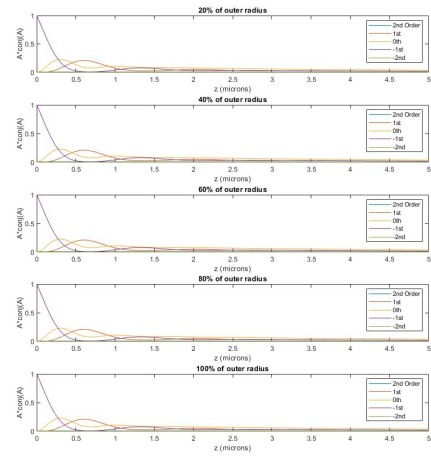 20% of outer radius
1
0.5
0
A*conj(A)
0 0.5 1 1.5 2 2.5 3 3.5 4 4.5 5
z (microns)
2nd Order
1st
0th
-1st
-2nd
40% of outer radius
1
0.5
0
A*conj(A)
0 0.5 1 1.5 2 2.5 3 3.5 4 4.5 5
z (microns)
2nd Order
1st
0th
-1st
-2nd
60% of outer radius
1
0.5
0
A*conj(A)
0 0.5 1 1.5 2 2.5 3 3.5 4 4.5 5
z (microns)
2nd Order
1st
0th
-1st
-2nd
80% of outer radius
1
0.5
0
A*conj(A)
0 0.5 1 1.5 2 2.5 3 3.5 4 4.5 5
z (microns)
2nd Order
1st
0th
-1st
-2nd
100% of outer radius
1
0.5
0
A*conj(A)
0 0.5 1 1.5 2 2.5 3 3.5 4 4.5 5
z (microns)
2nd Order
1st
0th
-1st
-2nd